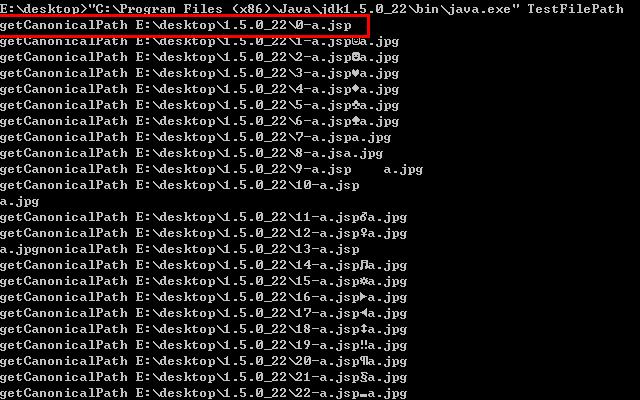 E:\desktop>"C:\Program Files (x86)\Java\jdk1.5.0_22\bin\java.exe" TestFilePath
getCanonicalPath E:\desktop\1.5.0_22\0-a.jsp
getCanonicalPath E:\desktop\1.5.0_22\1-a.jsp☺a.jpg
getCanonicalPath E:\desktop\1.5.0_22\2-a.jsp☻a.jpg
getCanonicalPath E:\desktop\1.5.0_22\3-a.jsp♥a.jpg
getCanonicalPath E:\desktop\1.5.0_22\4-a.jsp♦a.jpg
getCanonicalPath E:\desktop\1.5.0_22\5-a.jsp♣a.jpg
getCanonicalPath E:\desktop\1.5.0_22\6-a.jsp♠a.jpg
getCanonicalPath E:\desktop\1.5.0_22\7-a.jspa.jpg
getCanonicalPath E:\desktop\1.5.0_22\8-a.jsa.jpg
getCanonicalPath E:\desktop\1.5.0_22\9-a.jsp    a.jpg
getCanonicalPath E:\desktop\1.5.0_22\10-a.jsp
a.jpg
getCanonicalPath E:\desktop\1.5.0_22\11-a.jsp♂a.jpg
getCanonicalPath E:\desktop\1.5.0_22\12-a.jsp♀a.jpg
a.jpgnonicalPath E:\desktop\1.5.0_22\13-a.jsp
getCanonicalPath E:\desktop\1.5.0_22\14-a.jsp♫a.jpg
getCanonicalPath E:\desktop\1.5.0_22\15-a.jsp☼a.jpg
getCanonicalPath E:\desktop\1.5.0_22\16-a.jsp►a.jpg
getCanonicalPath E:\desktop\1.5.0_22\17-a.jsp◄a.jpg
getCanonicalPath E:\desktop\1.5.0_22\18-a.jsp↕a.jpg
getCanonicalPath E:\desktop\1.5.0_22\19-a.jsp‼a.jpg
getCanonicalPath E:\desktop\1.5.0_22\20-a.jsp¶a.jpg
getCanonicalPath E:\desktop\1.5.0_22\21-a.jsp§a.jpg
getCanonicalPath E:\desktop\1.5.0_22\22-a.jsp▬a.jpg